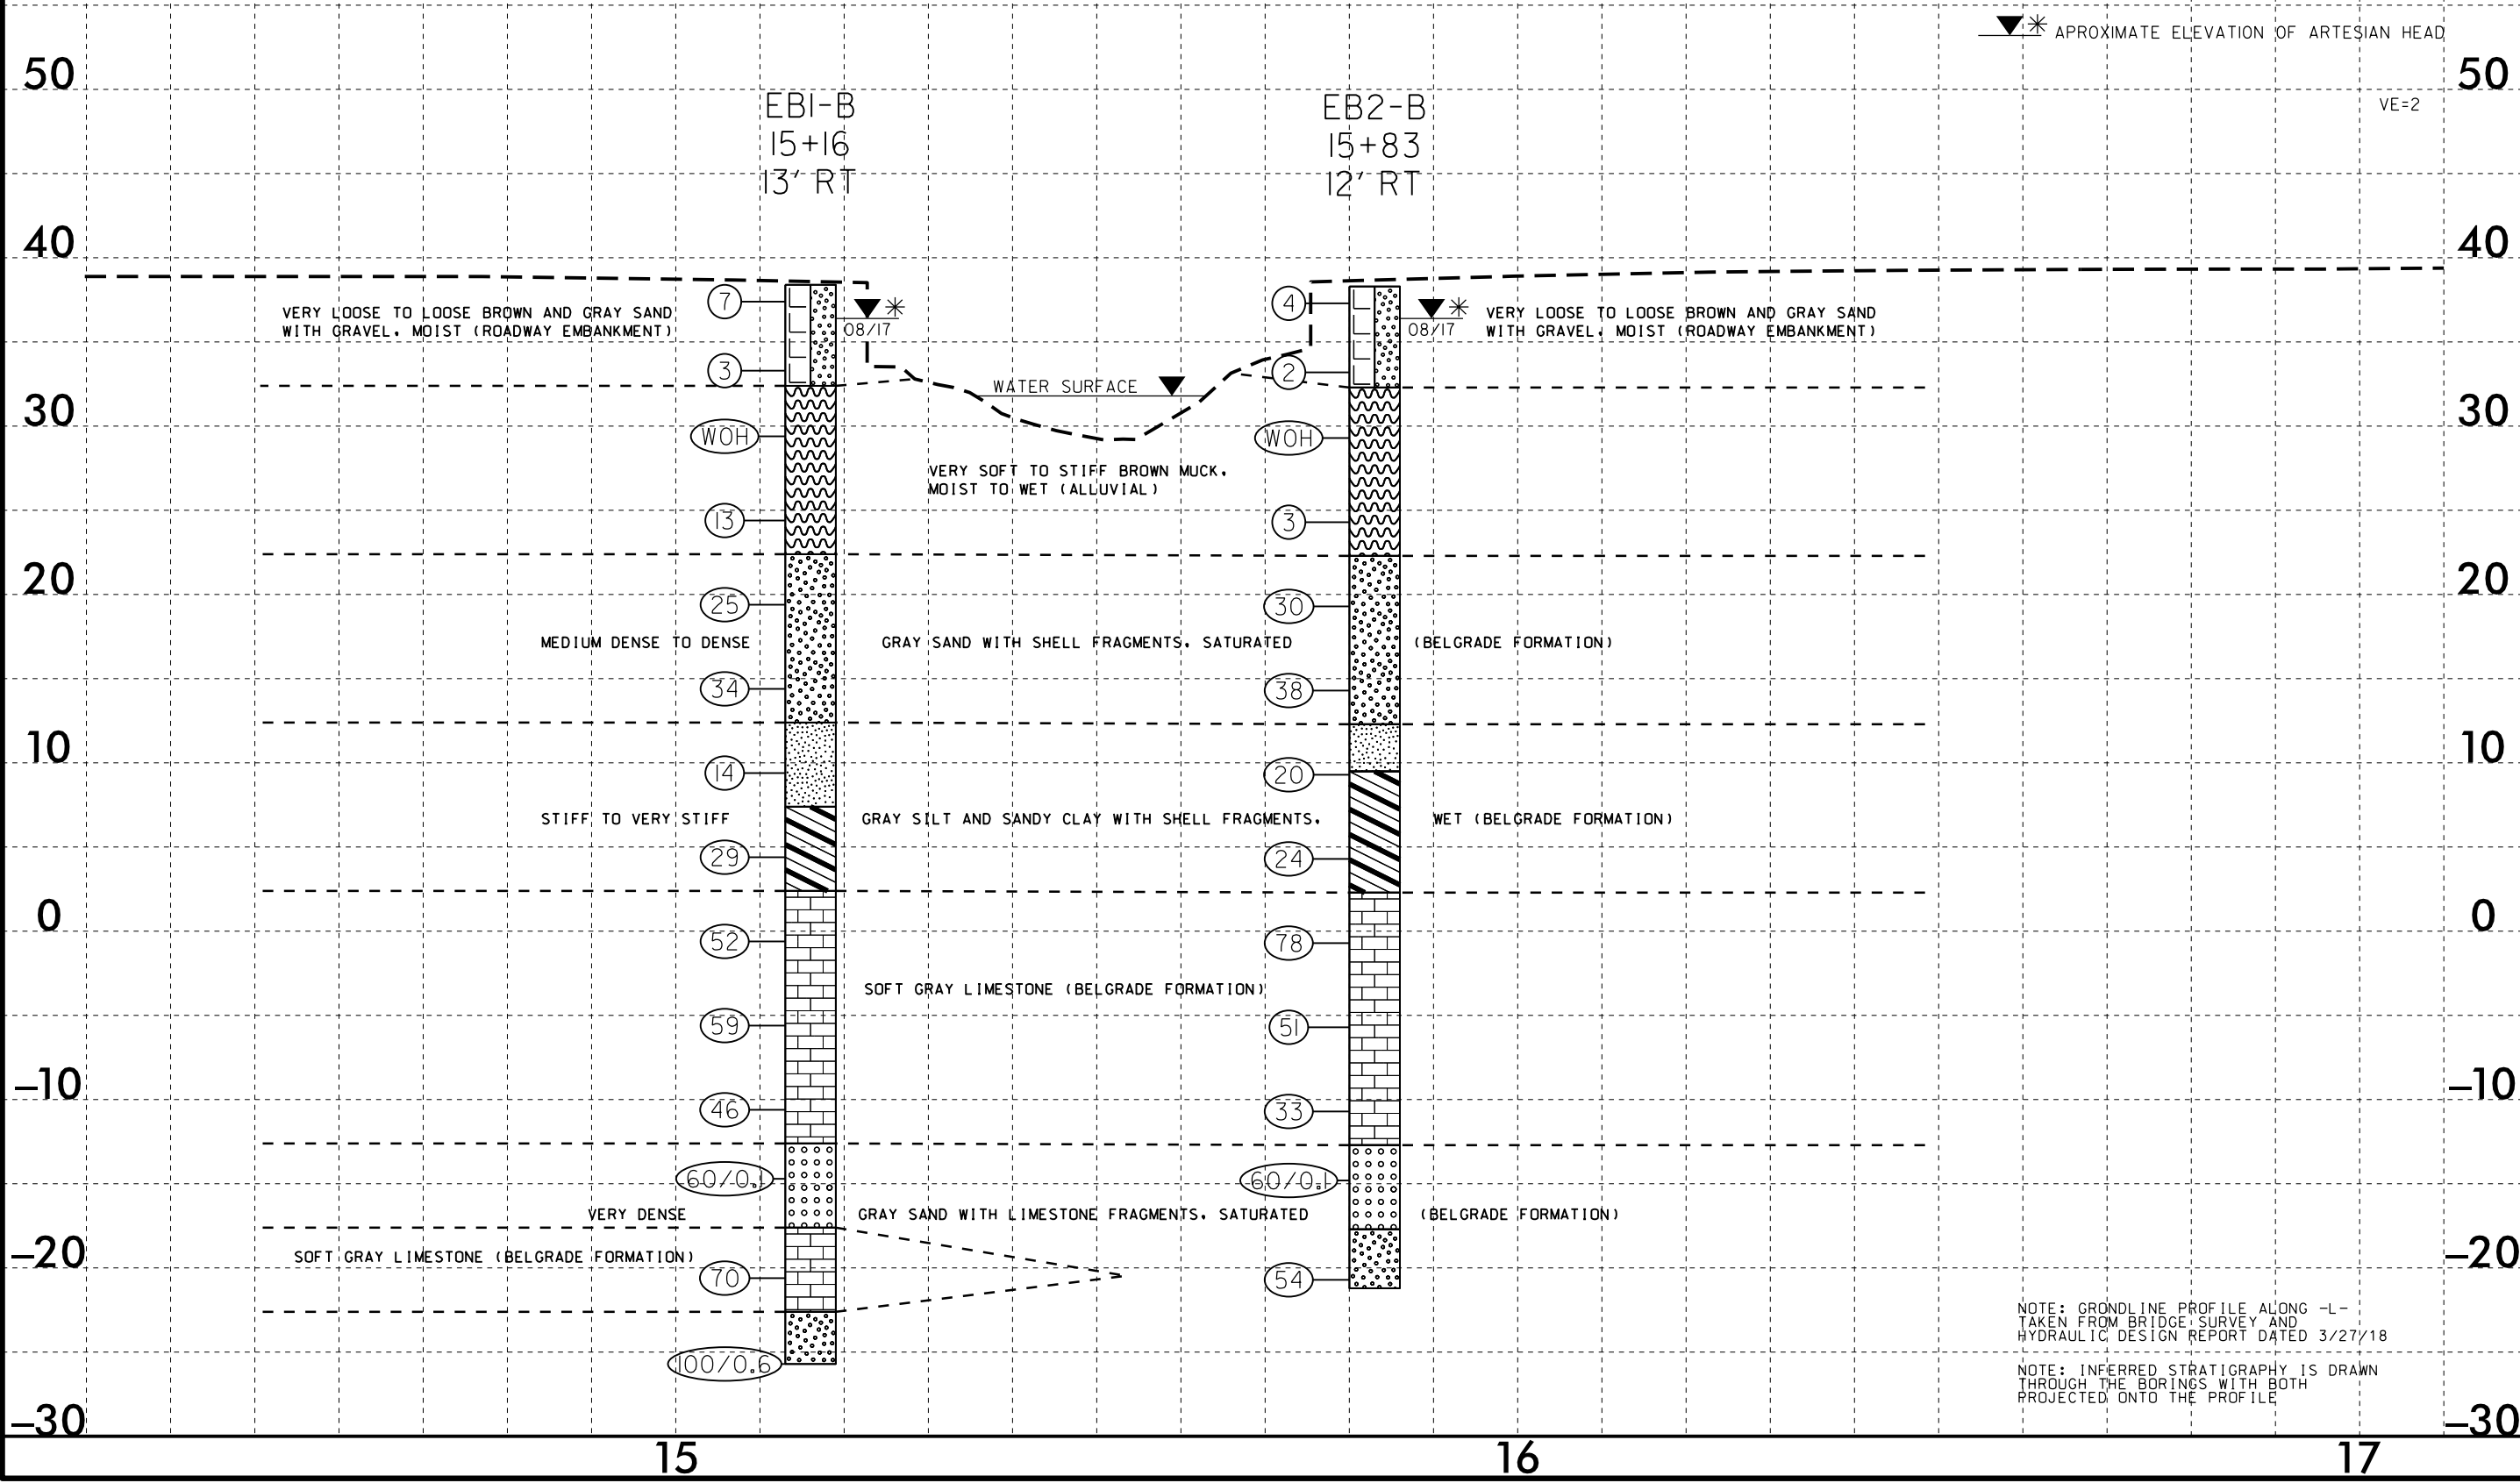 APROXIMATE ELEVATION OF ARTESIAN HEAD
50
50
VE=2
EB1-B
15+16
13' RT
EB2-B
15+83
12' RT
40
40
7
08/17
VERY LOOSE TO LOOSE BROWN AND GRAY SAND
WITH GRAVEL, MOIST (ROADWAY EMBANKMENT)
4
08/17
VERY LOOSE TO LOOSE BROWN AND GRAY SAND
WITH GRAVEL, MOIST (ROADWAY EMBANKMENT)
3
WATER SURFACE
2
30
30
WOH
WOH
VERY SOFT TO STIFF BROWN MUCK,
MOIST TO WET (ALLUVIAL)
13
3
20
20
25
30
MEDIUM DENSE TO DENSE GRAY SAND WITH SHELL FRAGMENTS, SATURATED (BELGRADE FORMATION)
34
38
10
10
14
20
STIFF TO VERY STIFF GRAY SILT AND SANDY CLAY WITH SHELL FRAGMENTS, WET (BELGRADE FORMATION)
29
24
0
0
52
78
SOFT GRAY LIMESTONE (BELGRADE FORMATION)
59
51
-10
-10
46
33
60/0.1
60/0.1
VERY DENSE GRAY SAND WITH LIMESTONE FRAGMENTS, SATURATED (BELGRADE FORMATION)
-20
-20
SOFT GRAY LIMESTONE (BELGRADE FORMATION)
70
54
NOTE: GRONDLINE PROFILE ALONG -L-
TAKEN FROM BRIDGE SURVEY AND
HYDRAULIC DESIGN REPORT DATED 3/27/18
100/0.6
NOTE: INFERRED STRATIGRAPHY IS DRAWN
THROUGH THE BORINGS WITH BOTH
PROJECTED ONTO THE PROFILE
-30
-30
15
16
17